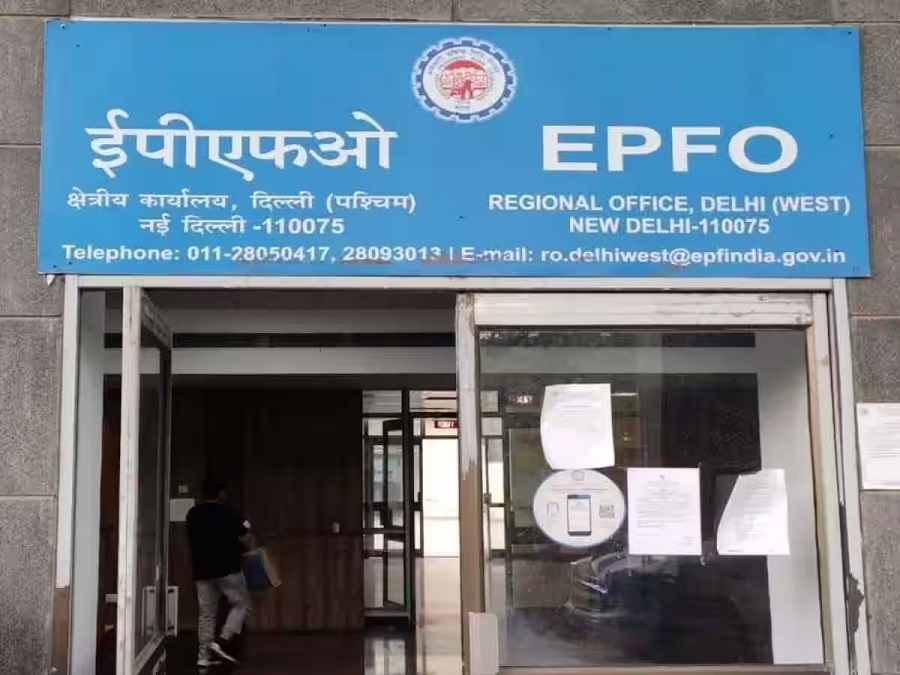 ईपीएफओ
क्षेत्रीय कार्यालय, दिल्ली (पश्चिम)
नई दिल्ली -110075
EPFO
REGIONAL OFFICE, DELHI (WEST)
NEW DELHI-110075
Telephone: 011-28050417, 28093013 | E-mail: ro.delhiwest@epfindia.gov.in